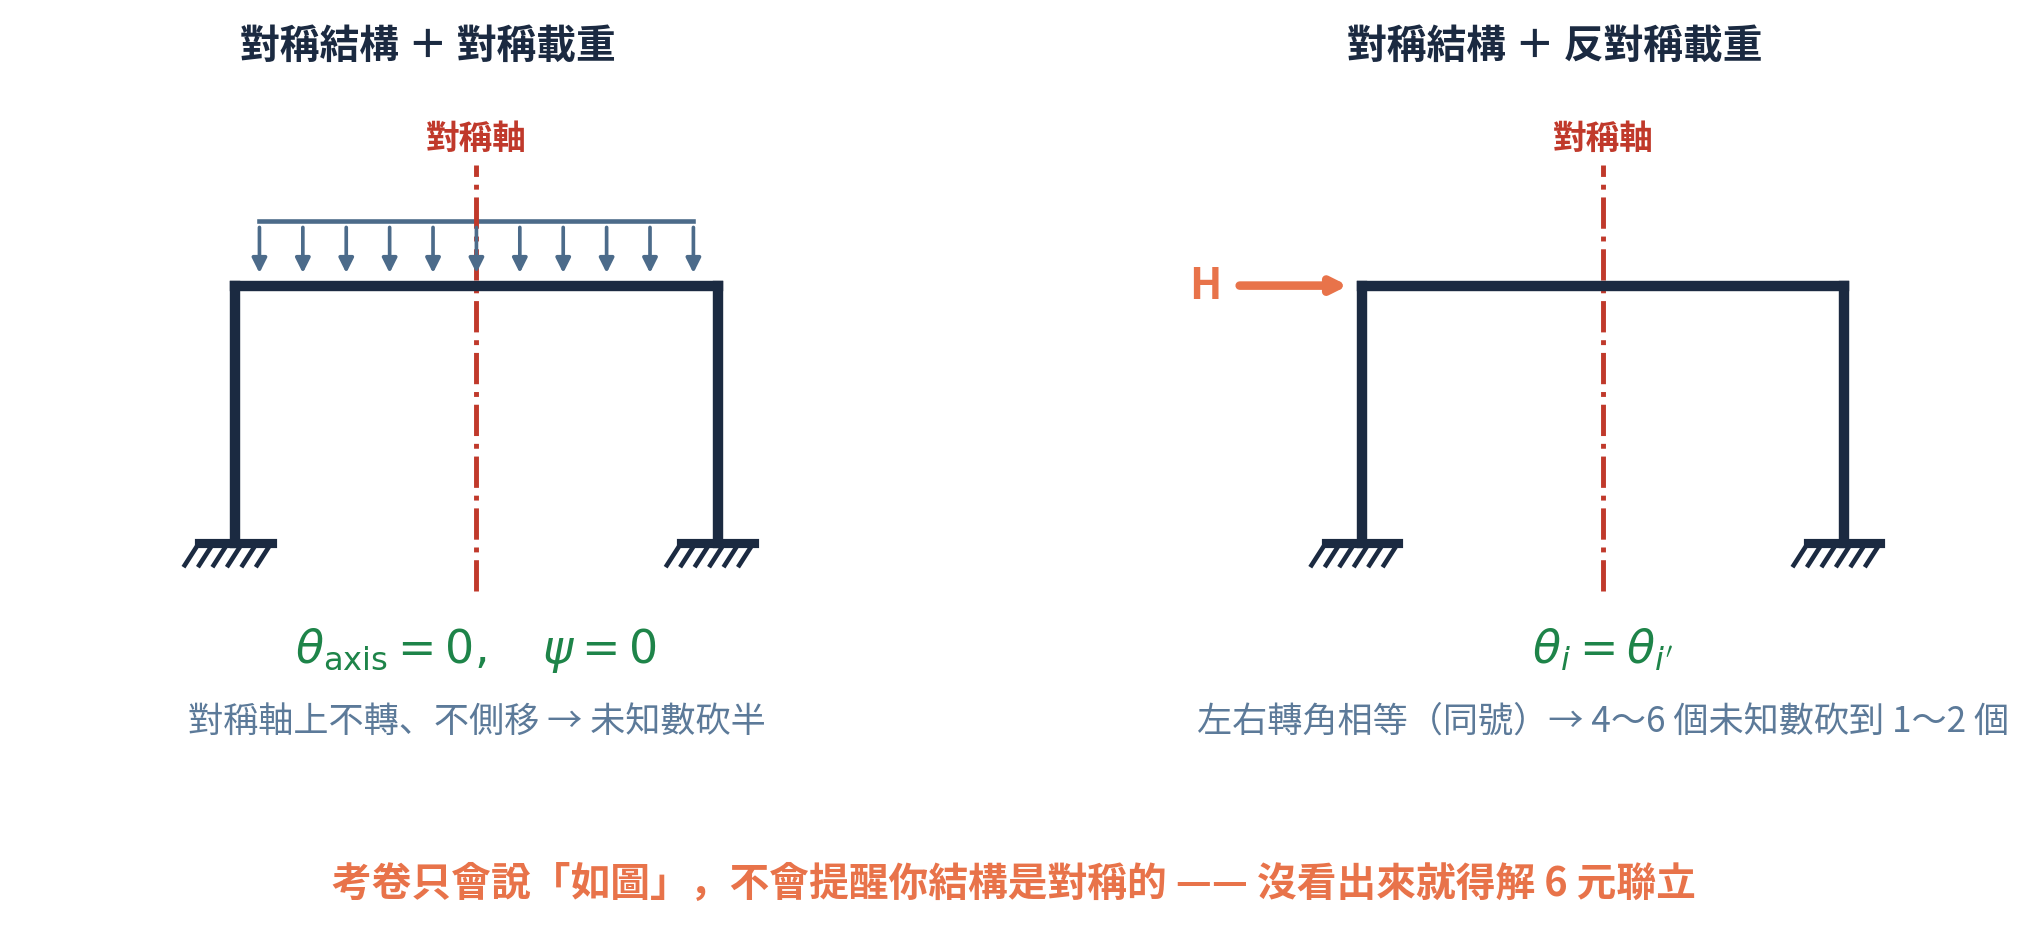 對稱結構 + 對稱載重
對稱軸
θaxis = 0, ψ = 0
對稱軸上不轉、不側移 → 未知數砍半
對稱結構 + 反對稱載重
對稱軸
H
θi = θi′
左右轉角相等（同號）→ 4～6 個未知數砍到 1～2 個
考卷只會說「如圖」，不會提醒你結構是對稱的 —— 沒看出來就得解 6 元聯立